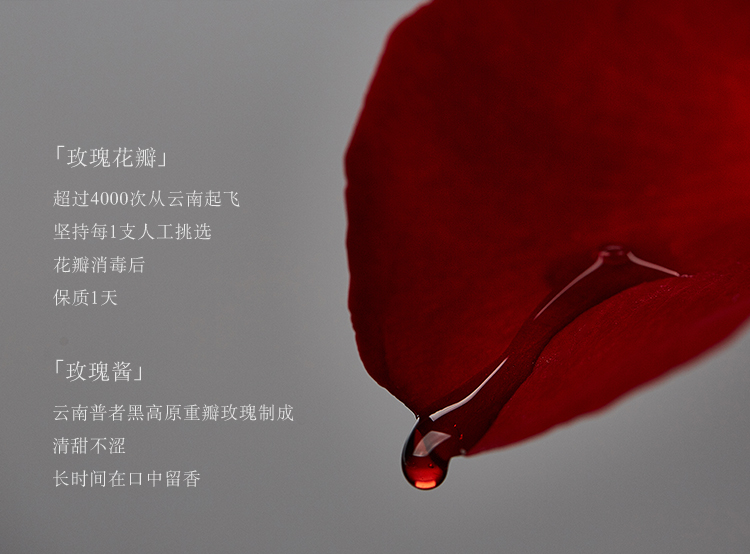 「玫瑰花瓣」
超过4000次从云南起飞
坚持每1支人工挑选
花瓣消毒后
保质1天
「玫瑰酱」
云南普者黑高原重瓣玫瑰制成
清甜不涩
长时间在口中留香